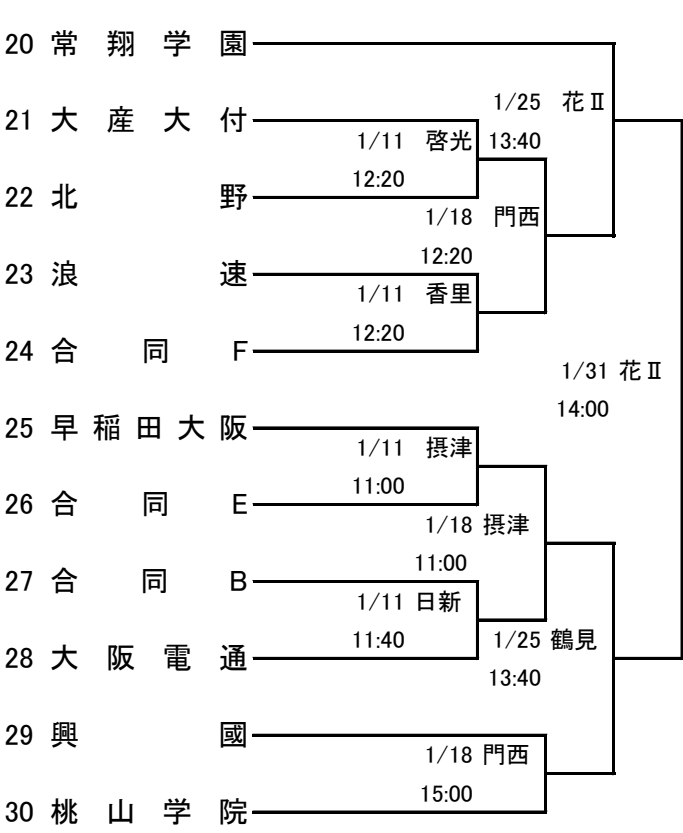 20 常翔学園
1/25 花Ⅱ
21 大産大付
1/11 啓光 13:40
12:20
22 北野
1/18 門西
12:20
23 浪速
1/11 香里
12:20
24 合同F
1/31 花Ⅱ
14:00
25 早稲田大阪
1/11 摂津
11:00
26 合同E
1/18 摂津
11:00
27 合同B
1/11 日新
11:40 1/25 鶴見
28 大阪電通
13:40
29 興國
1/18 門西
15:00
30 桃山学院